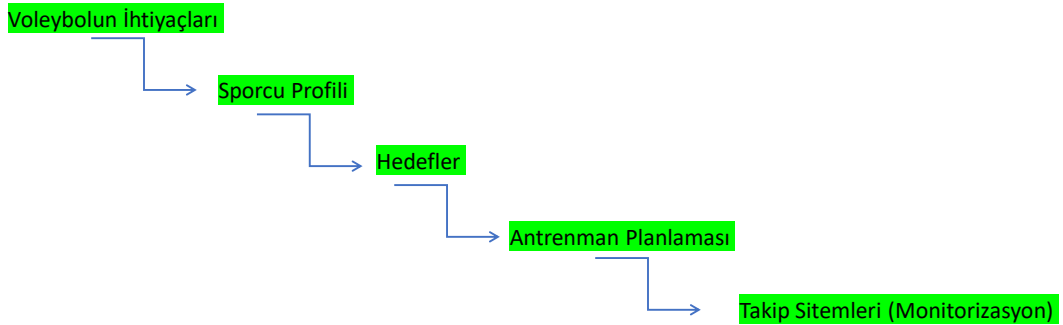 Voleybolun İhtiyaçları
Sporcu Profili
Hedefler
Antrenman Planlaması
Takip Sitemleri (Monitorizasyon)